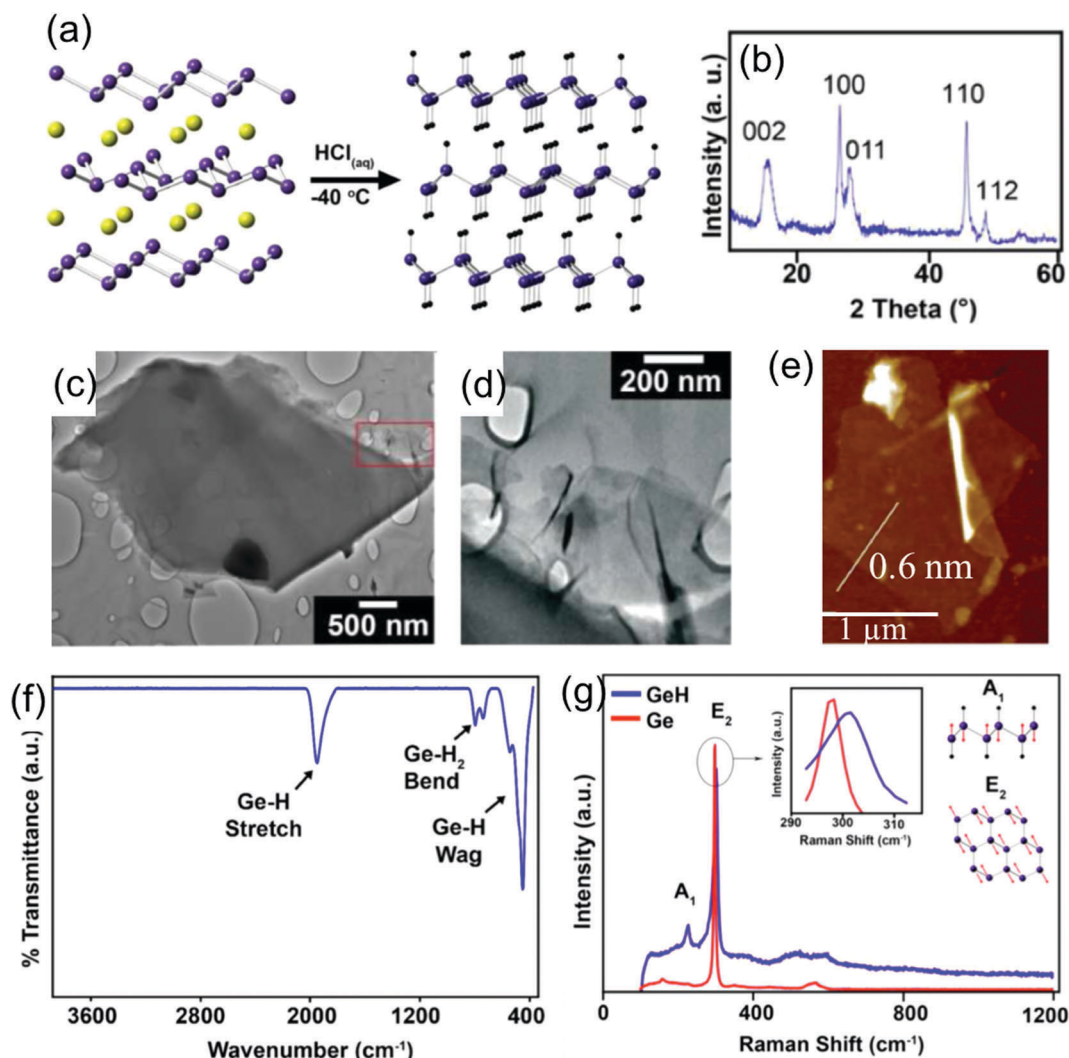 (a)
HCl(aq)
-40 °C
(b)
Intensity (a. u.)
002
100
011
110
112
20
40
60
2 Theta (°)
(c)
500 nm
(d)
200 nm
(e)
0.6 nm
1 µm
(f)
% Transmittance (a.u.)
Ge-H
Stretch
Ge-H2
Bend
Ge-H
Wag
3600
2800
2000
1200
400
Wavenumber (cm-1)
(g)
Intensity (a.u.)
GeH
Ge
E2
A1
Intensity (a.u.)
290
300
310
Raman Shift (cm-1)
A1
E2
0
400
800
1200
Raman Shift (cm-1)